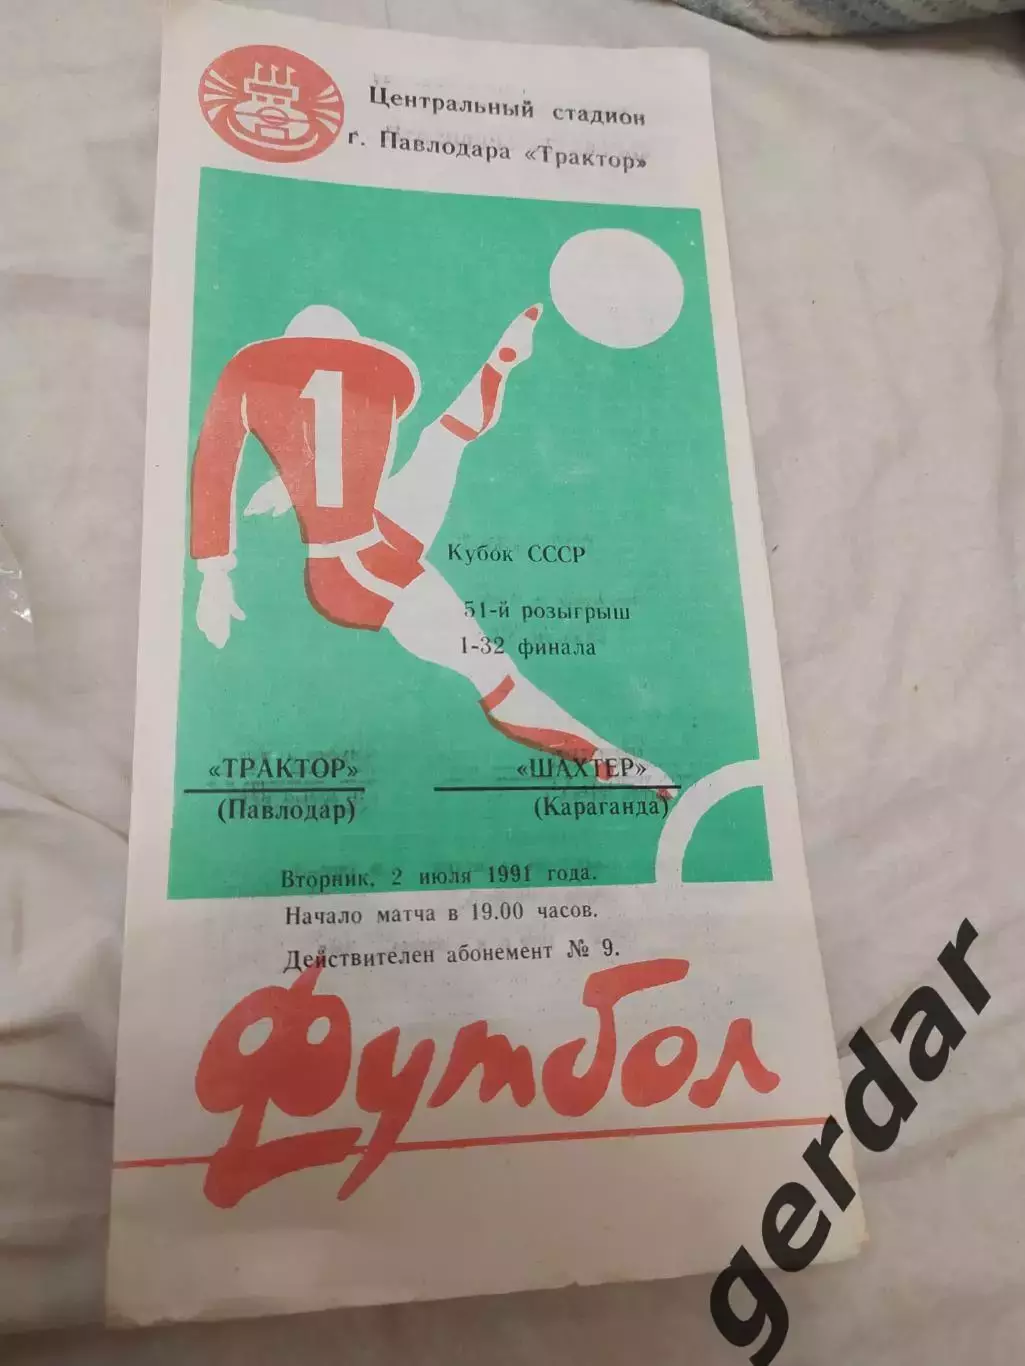 Центральный стадион
г. Павлодара «Трактор»
1
Кубок СССР
51-й розыгрыш
1-32 финала
«ТРАКТОР» «ШАХТЕР»
(Павлодар) (Караганда)
Вторник, 2 июля 1991 года.
Начало матча в 19.00 часов.
Действителен абонемент № 9.
Футбол
gerdar